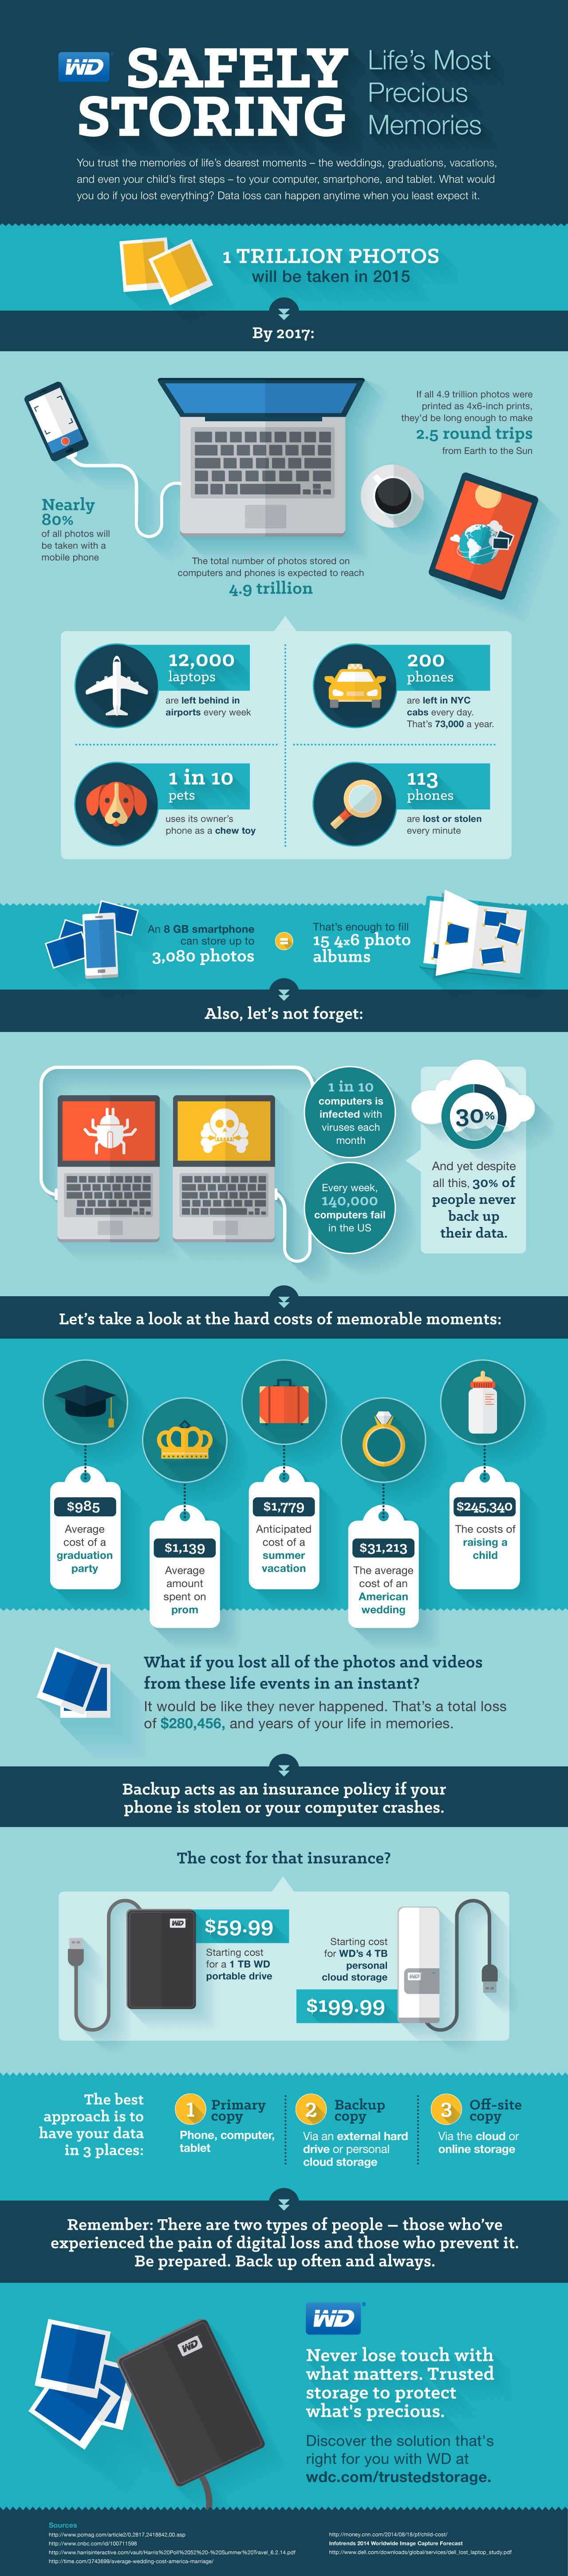 WD
SAFELY
STORING
Life's Most
Precious
Memories
You trust the memories of life's dearest moments – the weddings, graduations, vacations,
and even your child's first steps – to your computer, smartphone, and tablet. What would
you do if you lost everything? Data loss can happen anytime when you least expect it.
1 TRILLION PHOTOS
will be taken in 2015
By 2017:
If all 4.9 trillion photos were
printed as 4x6-inch prints,
they'd be long enough to make
2.5 round trips
from Earth to the Sun
Nearly
80%
of all photos will
be taken with a
mobile phone
The total number of photos stored on
computers and phones is expected to reach
4.9 trillion
12,000
laptops
are left behind in
airports every week
200
phones
are left in NYC
cabs every day.
That's 73,000 a year.
1 in 10
pets
uses its owner's
phone as a chew toy
113
phones
are lost or stolen
every minute
An 8 GB smartphone
can store up to
3,080 photos
=
That's enough to fill
15 4x6 photo
albums
Also, let's not forget:
1 in 10
computers is
infected with
viruses each
month
Every week,
140,000
computers fail
in the US
30%
And yet despite
all this, 30% of
people never
back up
their data.
Let's take a look at the hard costs of memorable moments:
$985
Average
cost of a
graduation
party
$1,139
Average
amount
spent on
prom
$1,779
Anticipated
cost of a
summer
vacation
$31,213
The average
cost of an
American
wedding
$245,340
The costs of
raising a
child
What if you lost all of the photos and videos
from these life events in an instant?
It would be like they never happened. That's a total loss
of $280,456, and years of your life in memories.
Backup acts as an insurance policy if your
phone is stolen or your computer crashes.
The cost for that insurance?
WD
$59.99
Starting cost
for a 1 TB WD
portable drive
Starting cost
for WD's 4 TB
personal
cloud storage
$199.99
WD
The best
approach is to
have your data
in 3 places:
1 Primary
copy
Phone, computer,
tablet
2 Backup
copy
Via an external hard
drive or personal
cloud storage
3 Off-site
copy
Via the cloud or
online storage
Remember: There are two types of people – those who've
experienced the pain of digital loss and those who prevent it.
Be prepared. Back up often and always.
WD
WD®
Never lose touch with
what matters. Trusted
storage to protect
what's precious.
Discover the solution that's
right for you with WD at
wdc.com/trustedstorage.
Sources
http://www.pcmag.com/article2/0,2817,2418842,00.asp
http://www.cnbc.com/id/100711598
http://www.harrisinteractive.com/vault/Harris%20Poll%2052%20-%20Summer%20Travel_6.2.14.pdf
http://time.com/3743699/average-wedding-cost-america-marriage/
http://money.cnn.com/2014/08/18/pf/child-cost/
Infotrends 2014 Worldwide Image Capture Forecast
http://www.dell.com/downloads/global/services/dell_lost_laptop_study.pdf